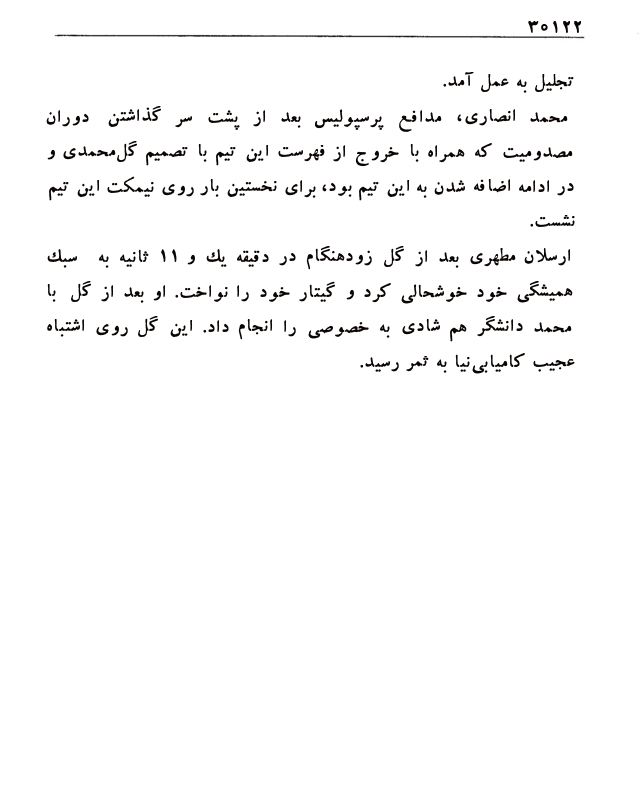 ۳۰۱۲۲
تجلیل به عمل آمد.
محمد انصاری، مدافع پرسپولیس بعد از پشت سر گذاشتن دوران
مصدومیت که همراه با خروج از فهرست این تیم با تصمیم گل‌محمدی و
در ادامه اضافه شدن به این تیم بود، برای نخستین بار روی نیمکت این تیم
نشست.
ارسلان مطهری بعد از گل زودهنگام در دقیقه یك و ۱۱ ثانیه به سبك
همیشگی خود خوشحالی کرد و گیتار خود را نواخت. او بعد از گل با
محمد دانشگر هم شادی به خصوصی را انجام داد. این گل روی اشتباه
عجیب کامیابی‌نیا به ثمر رسید.